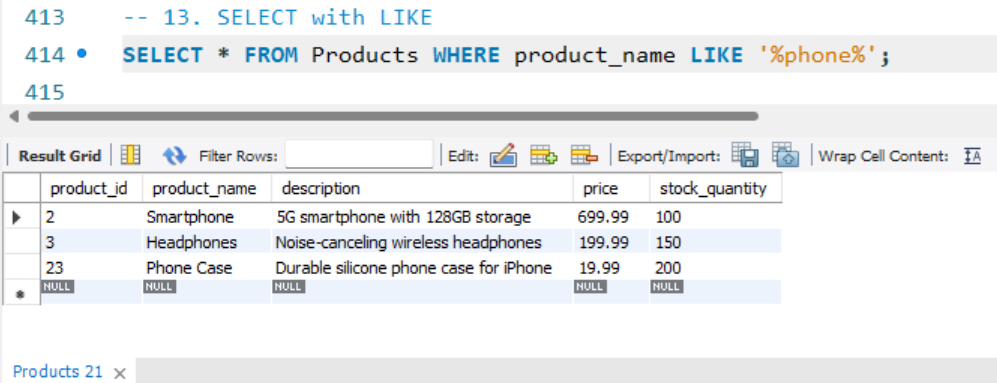 413 -- 13. SELECT with LIKE
414 SELECT * FROM Products WHERE product_name LIKE '%phone%';
415
Result Grid Filter Rows: Edit: Export/Import: Wrap Cell Content: IA
product_id product_name description price stock_quantity
2 Smartphone 5G smartphone with 128GB storage 699.99 100
3 Headphones Noise-canceling wireless headphones 199.99 150
23 Phone Case Durable silicone phone case for iPhone 19.99 200
NULL NULL NULL NULL NULL
Products 21 ×